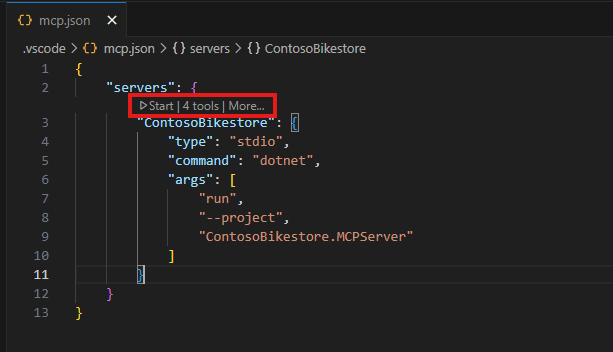 {} mcp.json ×
.vscode > {} mcp.json > {} servers > {} ContosoBikestore
1 {
2 "servers": {
▷Start | 4 tools | More...
3 "ContosoBikestore": {
4 "type": "stdio",
5 "command": "dotnet",
6 "args": [
7 "run",
8 "--project",
9 "ContosoBikestore.MCPServer"
10 ]
11 }
12 }
13 }